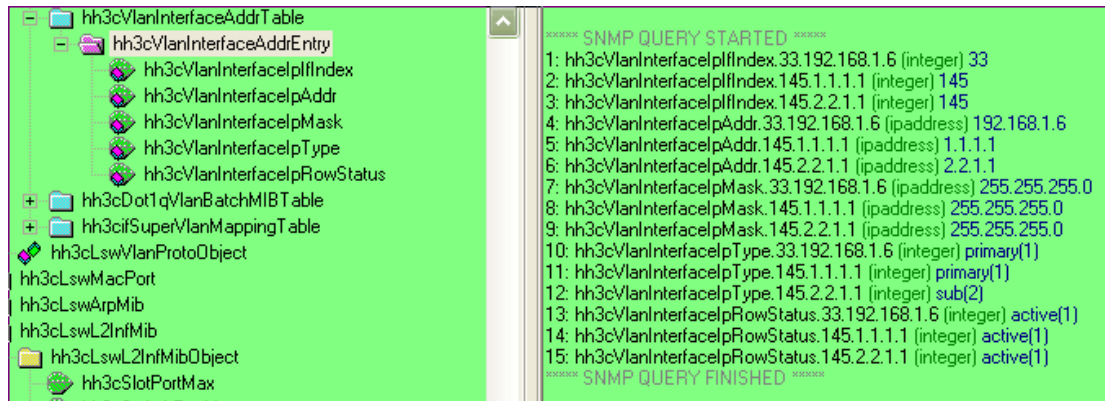 hh3cVlanInterfaceAddrTable
hh3cVlanInterfaceAddrEntry
hh3cVlanInterfaceIpIfIndex
hh3cVlanInterfaceIpAddr
hh3cVlanInterfaceIpMask
hh3cVlanInterfaceIpType
hh3cVlanInterfaceIpRowStatus
hh3cDot1qVlanBatchMIBTable
hh3cifSuperVlanMappingTable
hh3cLswVlanProtoObject
hh3cLswMacPort
hh3cLswArpMib
hh3cLswL2InfMib
hh3cLswL2InfMibObject
hh3cSlotPortMax
***** SNMP QUERY STARTED *****
1: hh3cVlanInterfaceIpIfIndex.33.192.168.1.6 (integer) 33
2: hh3cVlanInterfaceIpIfIndex.145.1.1.1.1 (integer) 145
3: hh3cVlanInterfaceIpIfIndex.145.2.2.1.1 (integer) 145
4: hh3cVlanInterfaceIpAddr.33.192.168.1.6 (ipaddress) 192.168.1.6
5: hh3cVlanInterfaceIpAddr.145.1.1.1.1 (ipaddress) 1.1.1.1
6: hh3cVlanInterfaceIpAddr.145.2.2.1.1 (ipaddress) 2.2.1.1
7: hh3cVlanInterfaceIpMask.33.192.168.1.6 (ipaddress) 255.255.255.0
8: hh3cVlanInterfaceIpMask.145.1.1.1.1 (ipaddress) 255.255.255.0
9: hh3cVlanInterfaceIpMask.145.2.2.1.1 (ipaddress) 255.255.255.0
10: hh3cVlanInterfaceIpType.33.192.168.1.6 (integer) primary(1)
11: hh3cVlanInterfaceIpType.145.1.1.1.1 (integer) primary(1)
12: hh3cVlanInterfaceIpType.145.2.2.1.1 (integer) sub(2)
13: hh3cVlanInterfaceIpRowStatus.33.192.168.1.6 (integer) active(1)
14: hh3cVlanInterfaceIpRowStatus.145.1.1.1.1 (integer) active(1)
15: hh3cVlanInterfaceIpRowStatus.145.2.2.1.1 (integer) active(1)
***** SNMP QUERY FINISHED *****